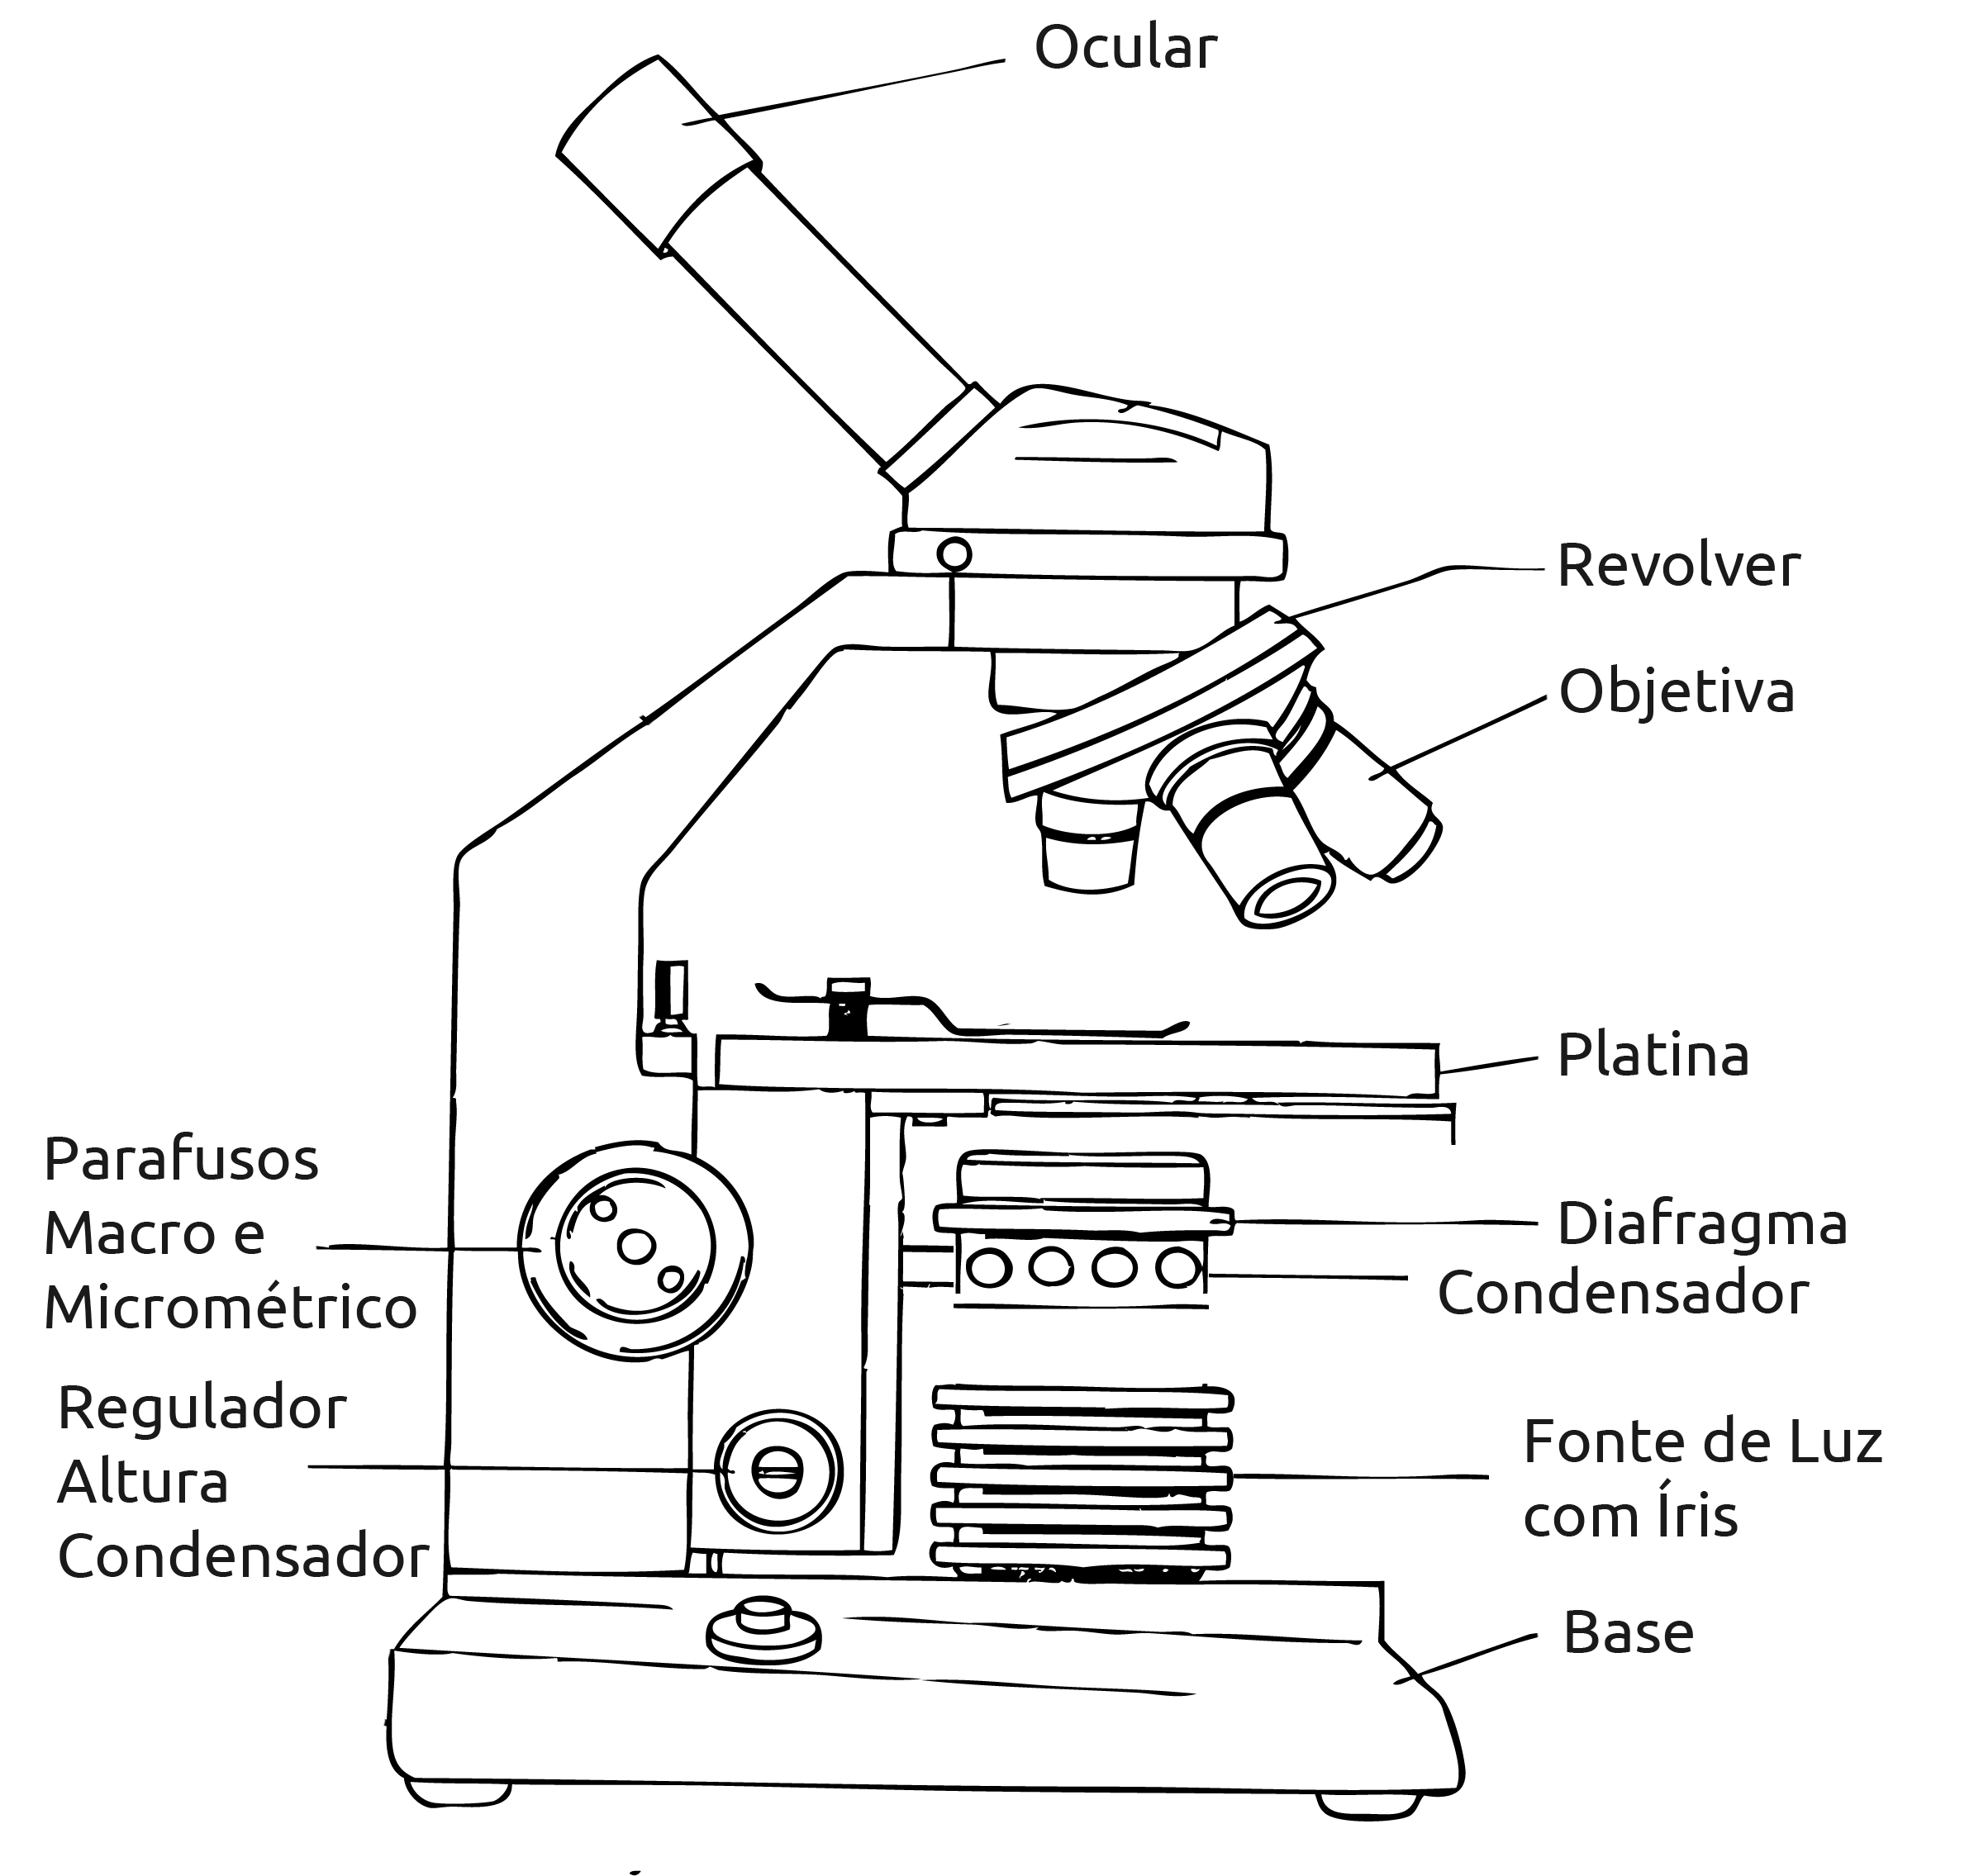 Ocular
Revolver
Objetiva
Platina
Parafusos
Macro e
Micrométrico
Diafragma
Condensador
Regulador
Altura
Condensador
Fonte de Luz
com Íris
Base